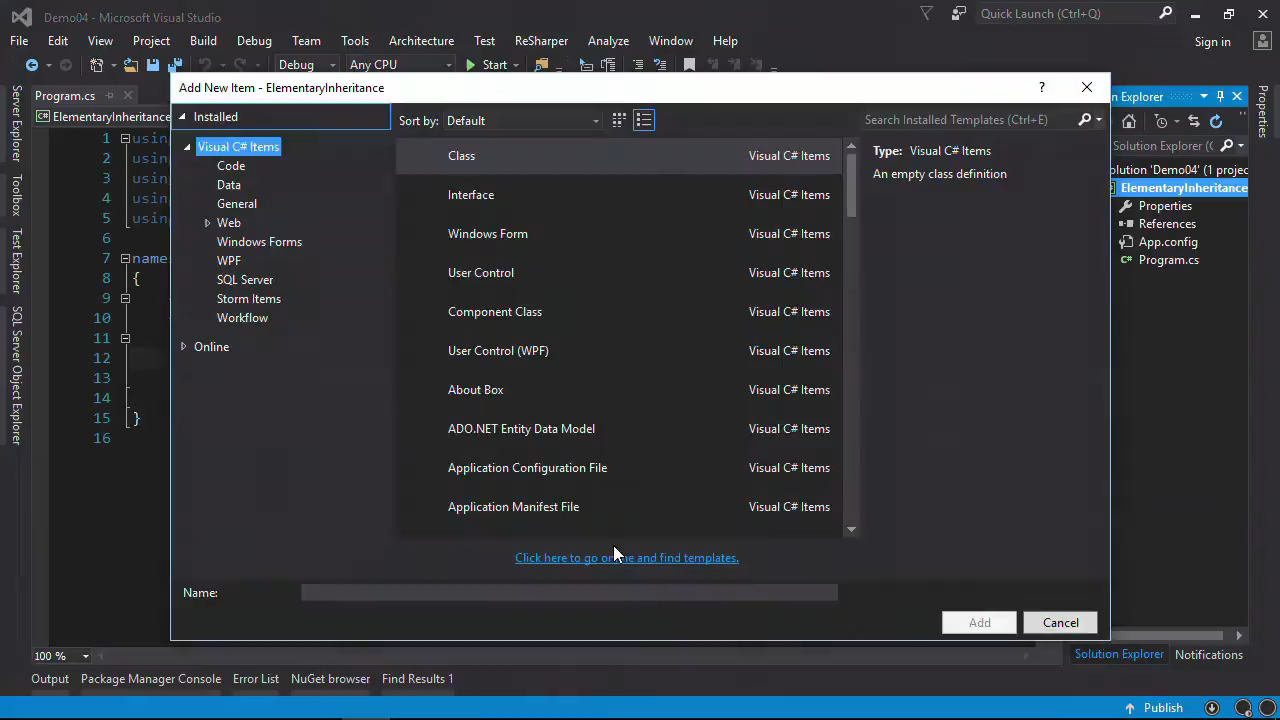 Demo04 - Microsoft Visual Studio
Quick Launch (Ctrl+Q)
File Edit View Project Build Debug Team Tools Architecture Test ReSharper Analyze Window Help
Sign in
Debug Any CPU Start
Program.cs
ElementaryInheritance
Server Explorer
Toolbox
Test Explorer
SQL Server Object Explorer
1 usin
2 usin
3 usin
4 usin
5 usin
6
7 name
8 {
9
10
11
12
13
14
15 }
16
100 %
Add New Item - ElementaryInheritance
?
Installed
Visual C# Items
Code
Data
General
Web
Windows Forms
WPF
SQL Server
Storm Items
Workflow
Online
Sort by: Default
Search Installed Templates (Ctrl+E)
Class Visual C# Items
Interface Visual C# Items
Windows Form Visual C# Items
User Control Visual C# Items
Component Class Visual C# Items
User Control (WPF) Visual C# Items
About Box Visual C# Items
ADO.NET Entity Data Model Visual C# Items
Application Configuration File Visual C# Items
Application Manifest File Visual C# Items
Type: Visual C# Items
An empty class definition
Click here to go online and find templates.
Name:
Add Cancel
n Explorer
Solution Explorer (
olution 'Demo04' (1 projec
ElementaryInheritance
Properties
References
App.config
Program.cs
Properties
Solution Explorer Notifications
Output Package Manager Console Error List NuGet browser Find Results 1
Publish